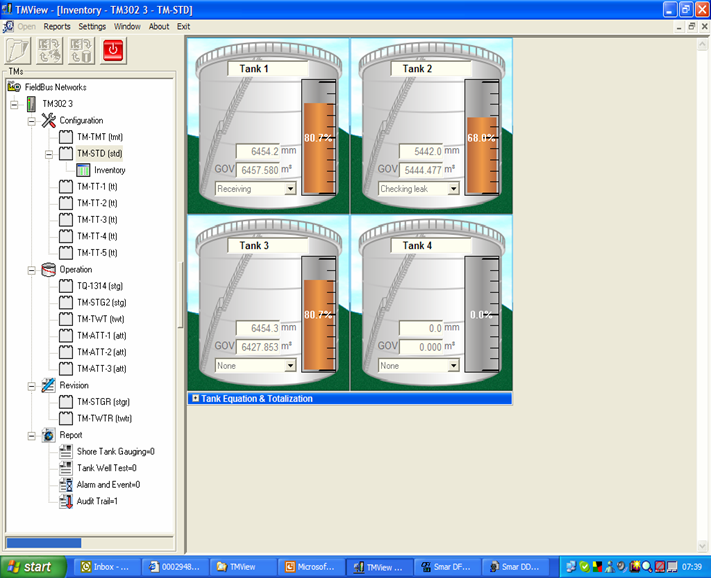 TMView - [Inventory - TM302 3 - TM-STD]
Open Reports Settings Window About Exit
TMs
FieldBus Networks
TM302 3
Configuration
TM-TMT (tmt)
TM-STD (std)
Inventory
TM-TT-1 (tt)
TM-TT-2 (tt)
TM-TT-3 (tt)
TM-TT-4 (tt)
TM-TT-5 (tt)
Operation
TQ-1314 (stg)
TM-STG2 (stg)
TM-TWT (twt)
TM-ATT-1 (att)
TM-ATT-2 (att)
TM-ATT-3 (att)
Revision
TM-STGR (stgr)
TM-TWTR (twtr)
Report
Shore Tank Gauging=0
Tank Well Test=0
Alarm and Event=0
Audit Trail=1
Tank 1
80.7%
6454.2 mm
GOV 6457.580 m³
Receiving
Tank 2
68.0%
5442.0 mm
GOV 5444.477 m³
Checking leak
Tank 3
80.7%
6454.3 mm
GOV 6427.853 m³
None
Tank 4
0.0%
0.0 mm
GOV 0.000 m³
None
Tank Equation & Totalization
start Inbox - ... 0002948... TMView Microsof... TMView ... Smar DF... Smar DD... 07:39